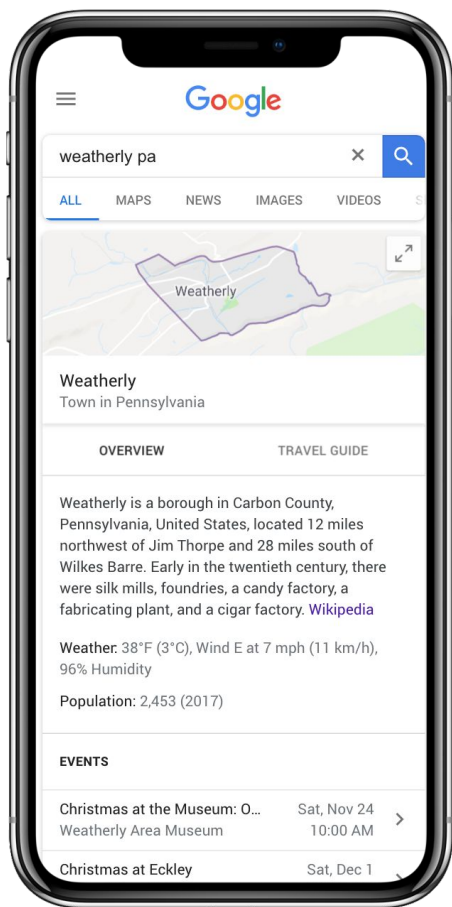 Google
weatherly pa
ALL MAPS NEWS IMAGES VIDEOS
Weatherly
Weatherly
Town in Pennsylvania
OVERVIEW TRAVEL GUIDE
Weatherly is a borough in Carbon County,
Pennsylvania, United States, located 12 miles
northwest of Jim Thorpe and 28 miles south of
Wilkes Barre. Early in the twentieth century, there
were silk mills, foundries, a candy factory, a
fabricating plant, and a cigar factory. Wikipedia
Weather: 38°F (3°C), Wind E at 7 mph (11 km/h),
96% Humidity
Population: 2,453 (2017)
EVENTS
Christmas at the Museum: O... Sat, Nov 24
Weatherly Area Museum 10:00 AM
Christmas at Eckley Sat, Dec 1